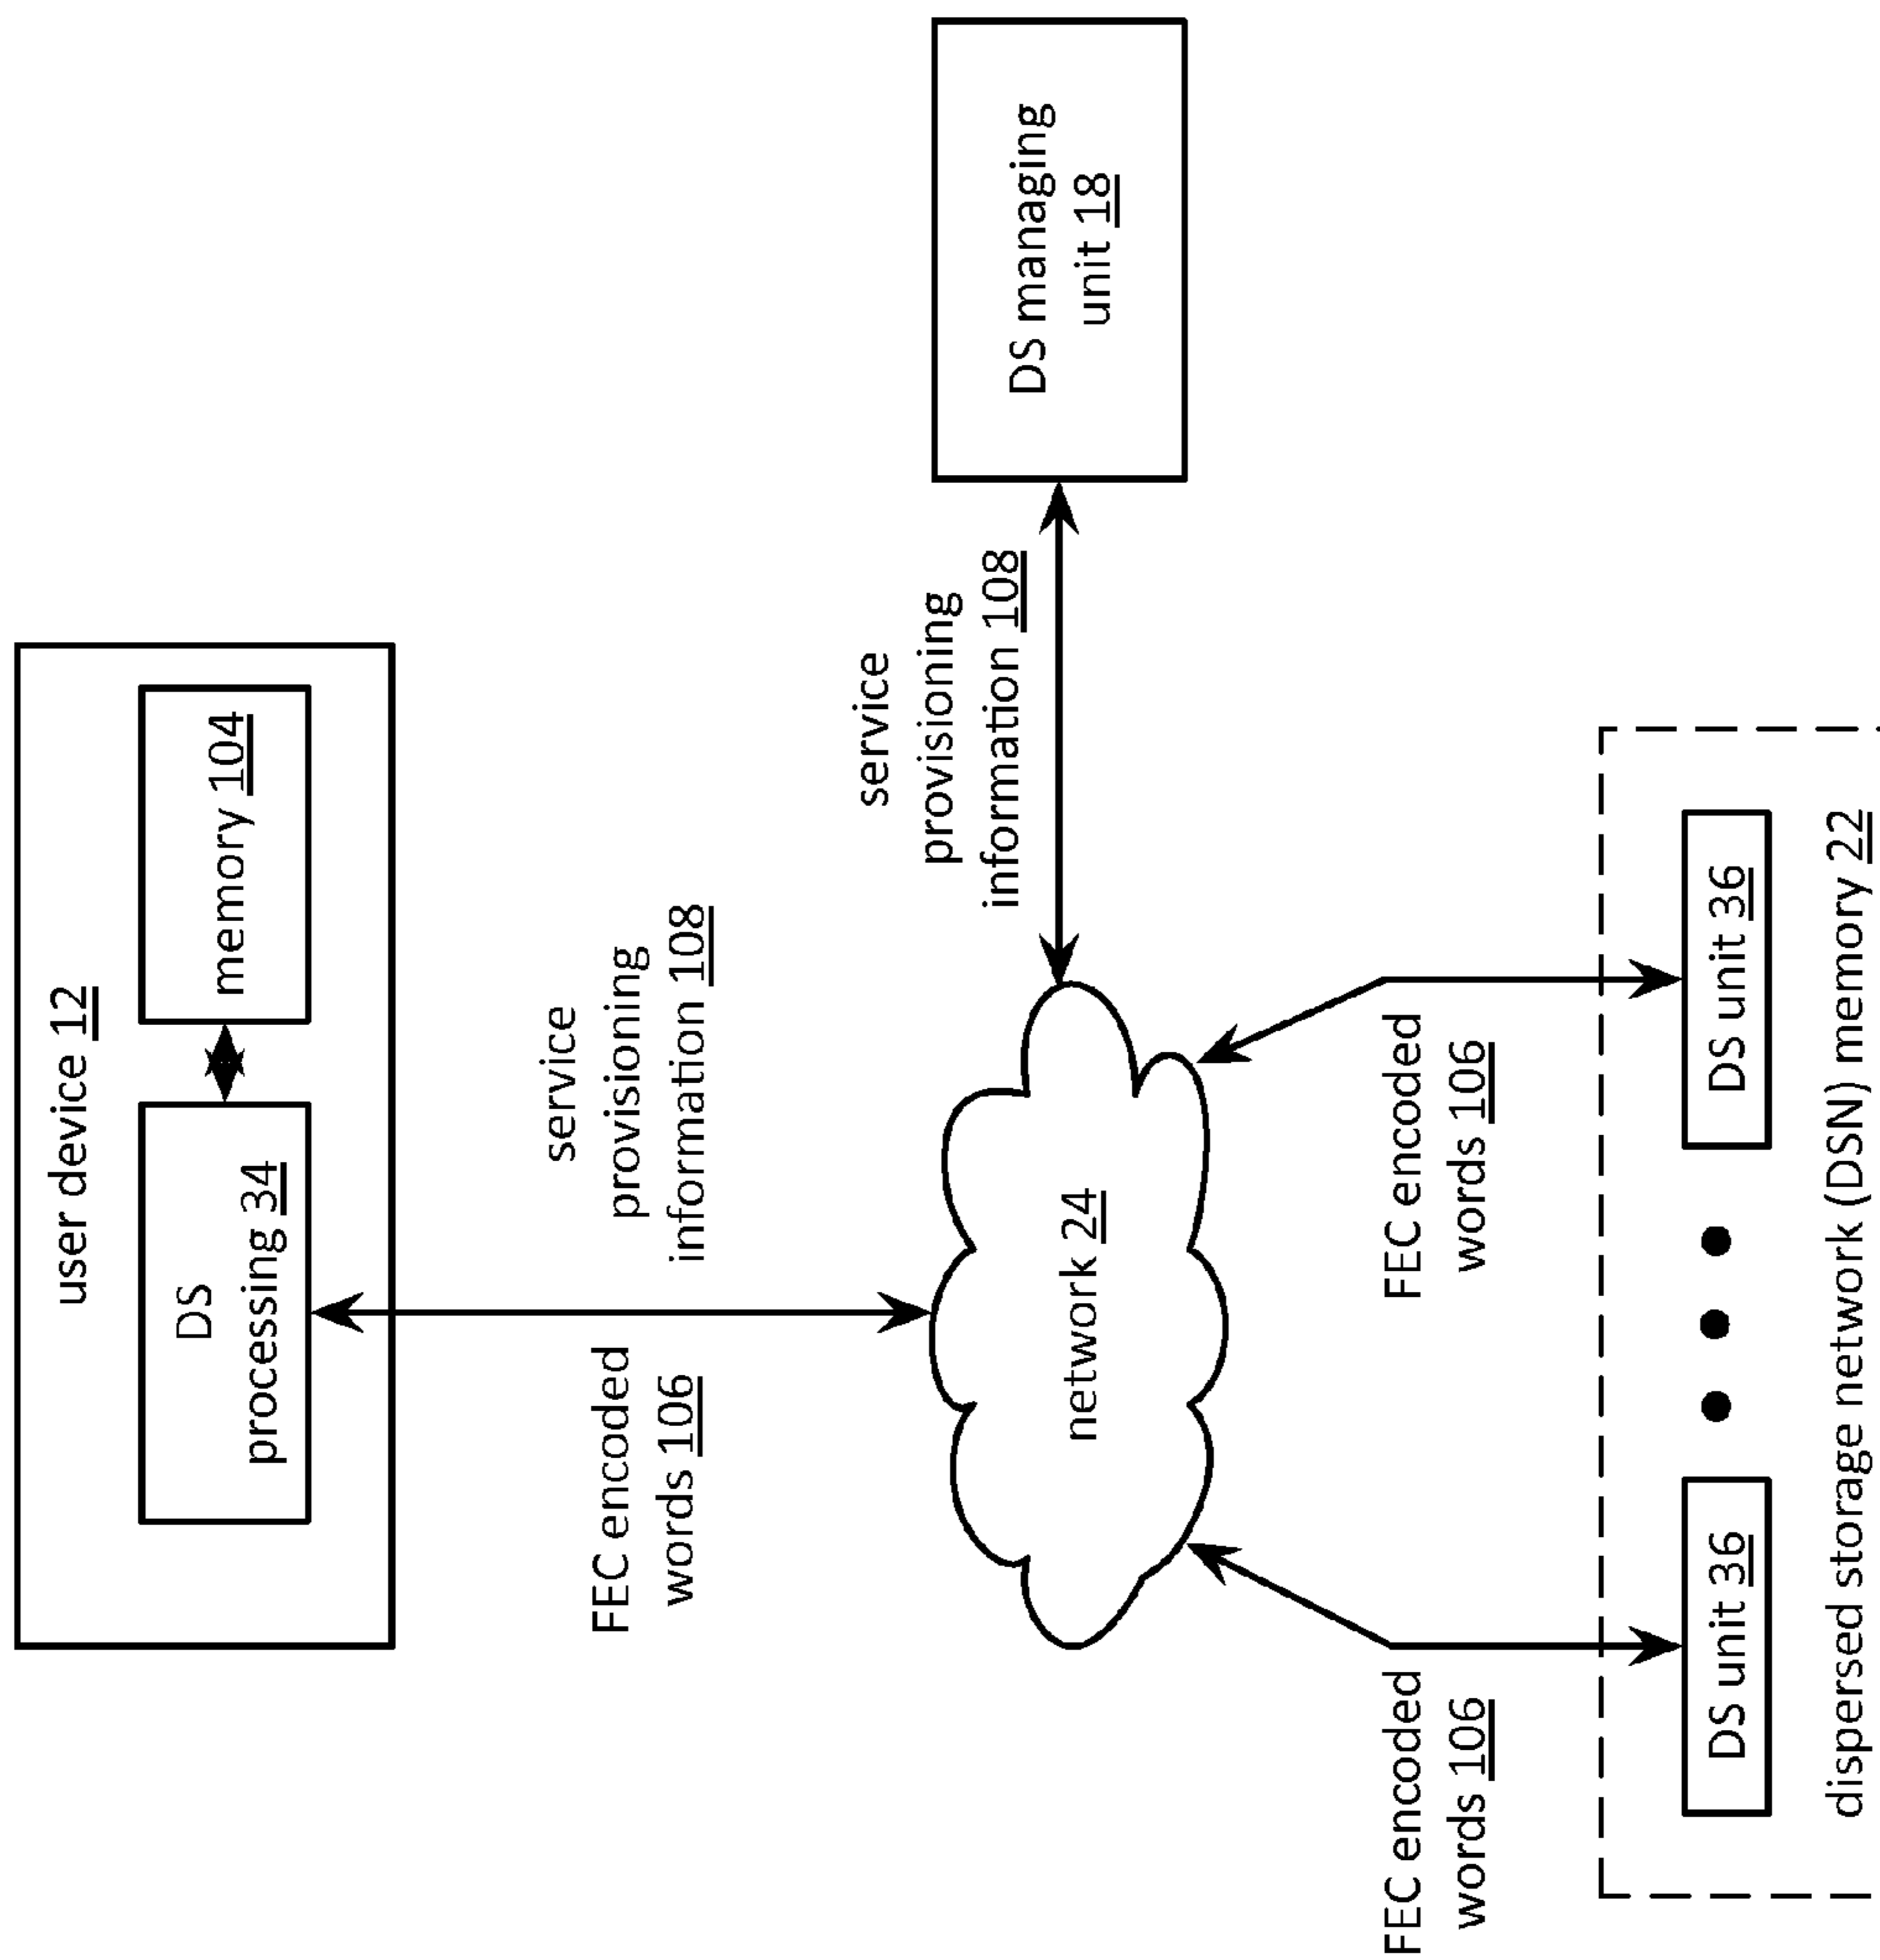 user device 12
DS
processing 34
memory 104
FEC encoded
words 106
service
provisioning
information 108
network 24
service
provisioning
information 108
DS managing
unit 18
FEC encoded
words 106
FEC encoded
words 106
DS unit 36
DS unit 36
dispersed storage network (DSN) memory 22